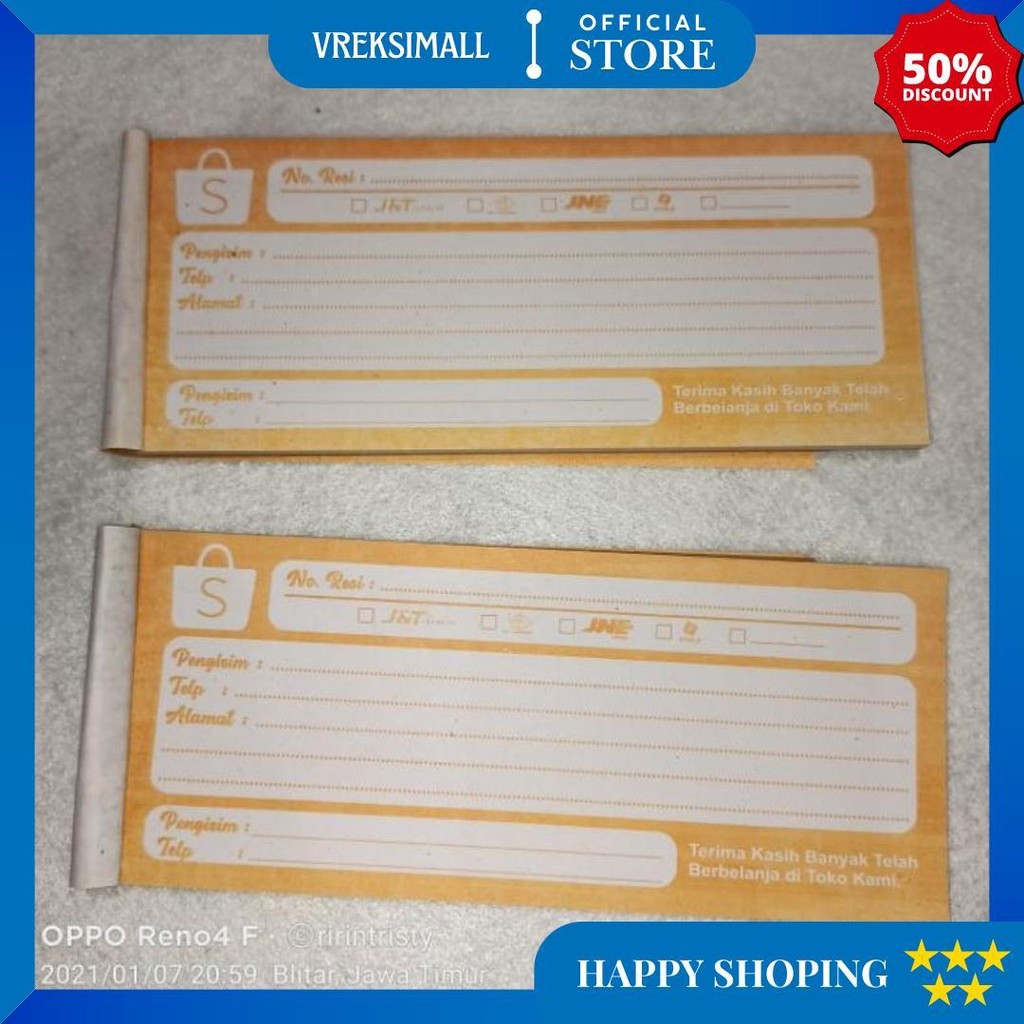 VREKSIMALL
OFFICIAL
STORE
50%
DISCOUNT
S
No. Resi :
J&T
JNE
Pengirim :
Telp :
Alamat :
Pengirim :
Telp :
Terima Kasih Banyak Telah
Berbelanja di Toko Kami.
S
No. Resi :
J&T
JNE
Pengirim :
Telp :
Alamat :
Pengirim :
Telp :
Terima Kasih Banyak Telah
Berbelanja di Toko Kami.
OPPO Reno4 F · ©ririntristy
2021/01/07 20:59 Blitar, Jawa Timur
HAPPY SHOPING